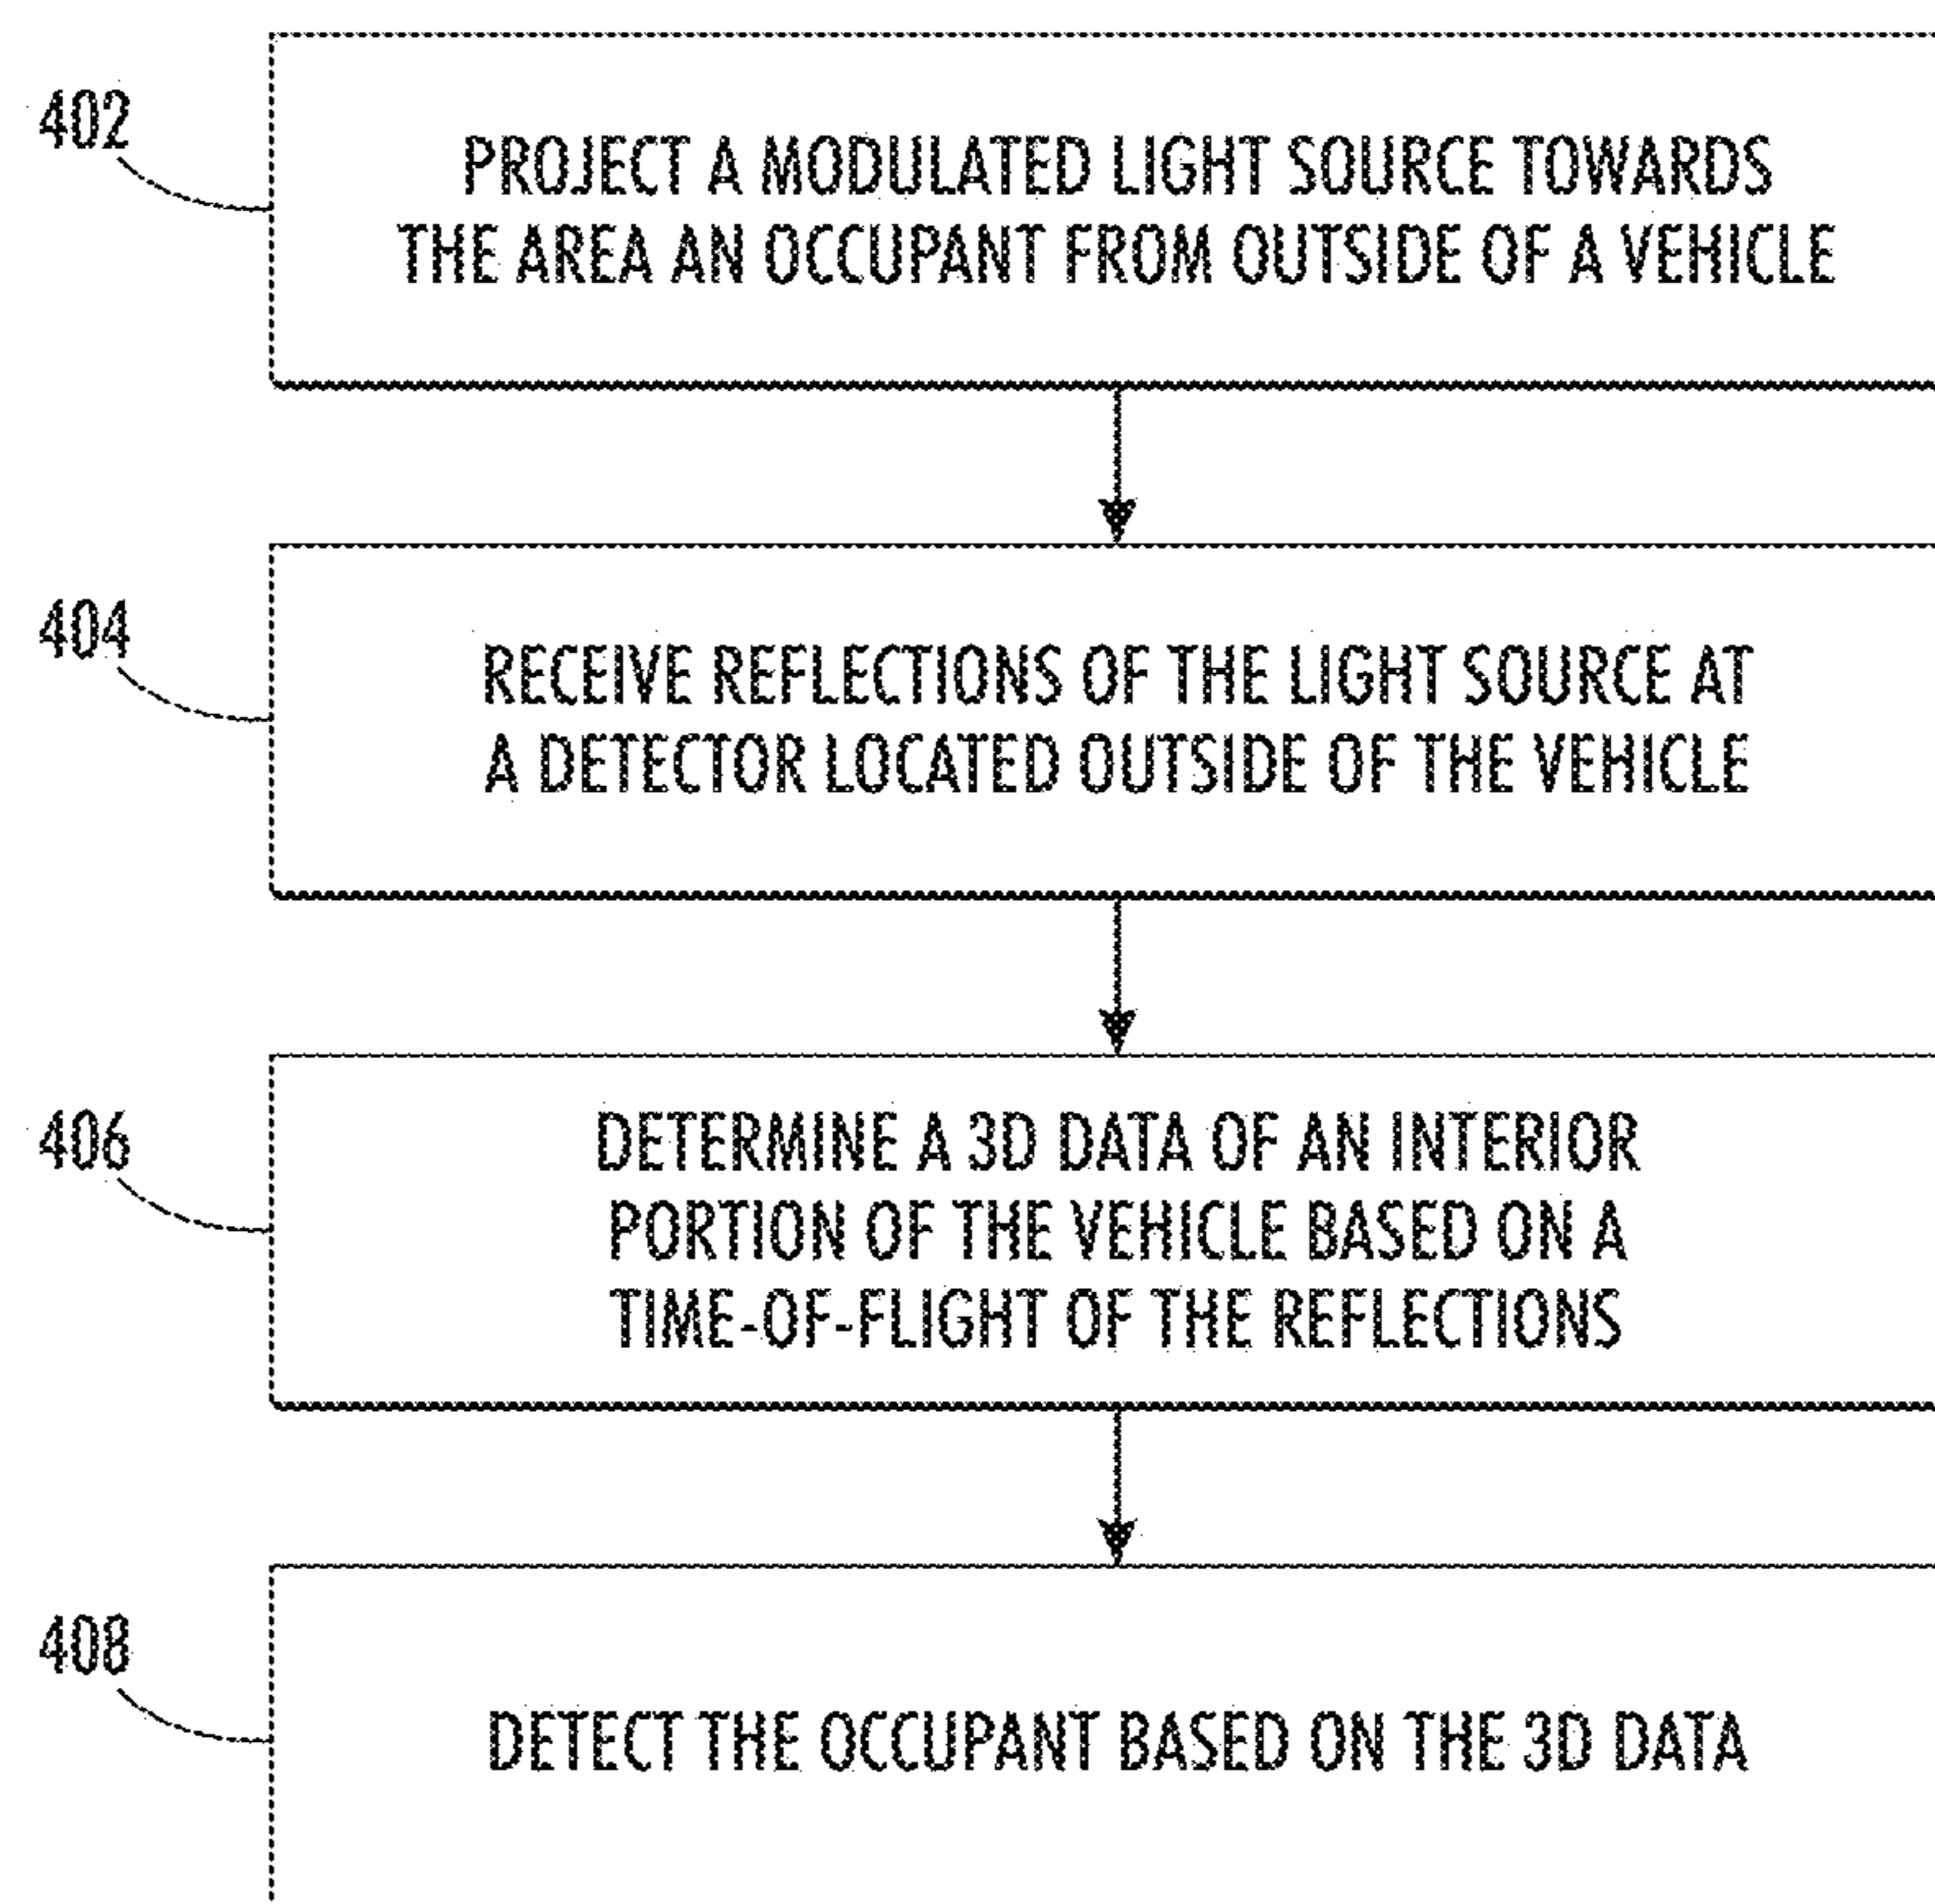 402
PROJECT A MODULATED LIGHT SOURCE TOWARDS
THE AREA AN OCCUPANT FROM OUTSIDE OF A VEHICLE
404
RECEIVE REFLECTIONS OF THE LIGHT SOURCE AT
A DETECTOR LOCATED OUTSIDE OF THE VEHICLE
406
DETERMINE A 3D DATA OF AN INTERIOR
PORTION OF THE VEHICLE BASED ON A
TIME-OF-FLIGHT OF THE REFLECTIONS
408
DETECT THE OCCUPANT BASED ON THE 3D DATA